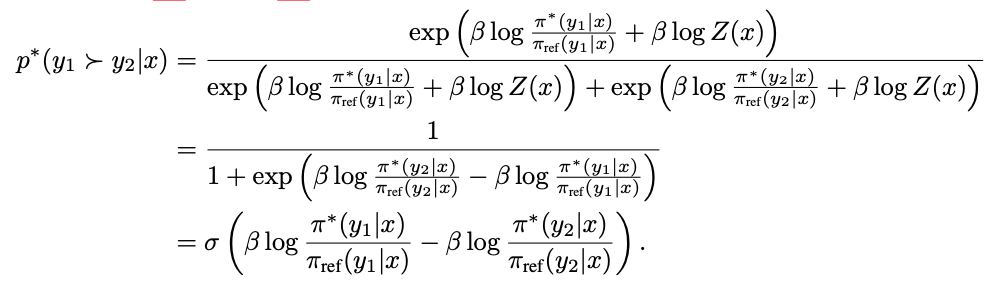 p*(y₁ ≻ y₂|x) = exp(β log π*(y₁|x)/π_ref(y₁|x) + β log Z(x)) / (exp(β log π*(y₁|x)/π_ref(y₁|x) + β log Z(x)) + exp(β log π*(y₂|x)/π_ref(y₂|x) + β log Z(x)))
= 1 / (1 + exp(β log π*(y₂|x)/π_ref(y₂|x) − β log π*(y₁|x)/π_ref(y₁|x)))
= σ(β log π*(y₁|x)/π_ref(y₁|x) − β log π*(y₂|x)/π_ref(y₂|x)).